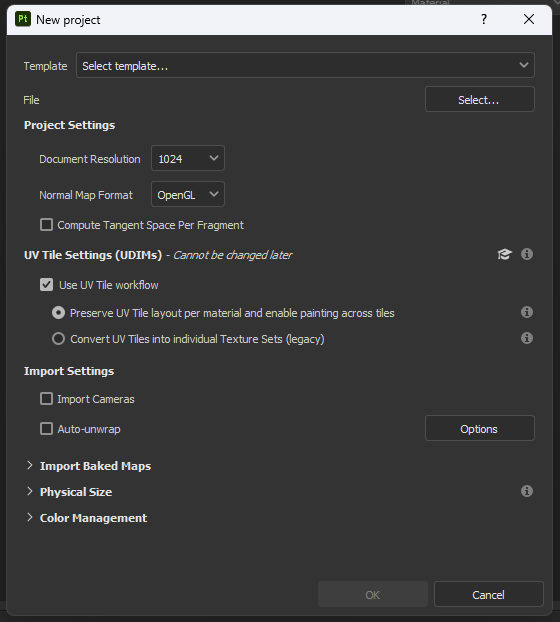 Material
Pt New project ?
Template Select template...
File Select...
Project Settings
Document Resolution 1024
Normal Map Format OpenGL
Compute Tangent Space Per Fragment
UV Tile Settings (UDIMs) - Cannot be changed later
Use UV Tile workflow
Preserve UV Tile layout per material and enable painting across tiles
Convert UV Tiles into individual Texture Sets (legacy)
Import Settings
Import Cameras
Auto-unwrap Options
Import Baked Maps
Physical Size
Color Management
OK Cancel